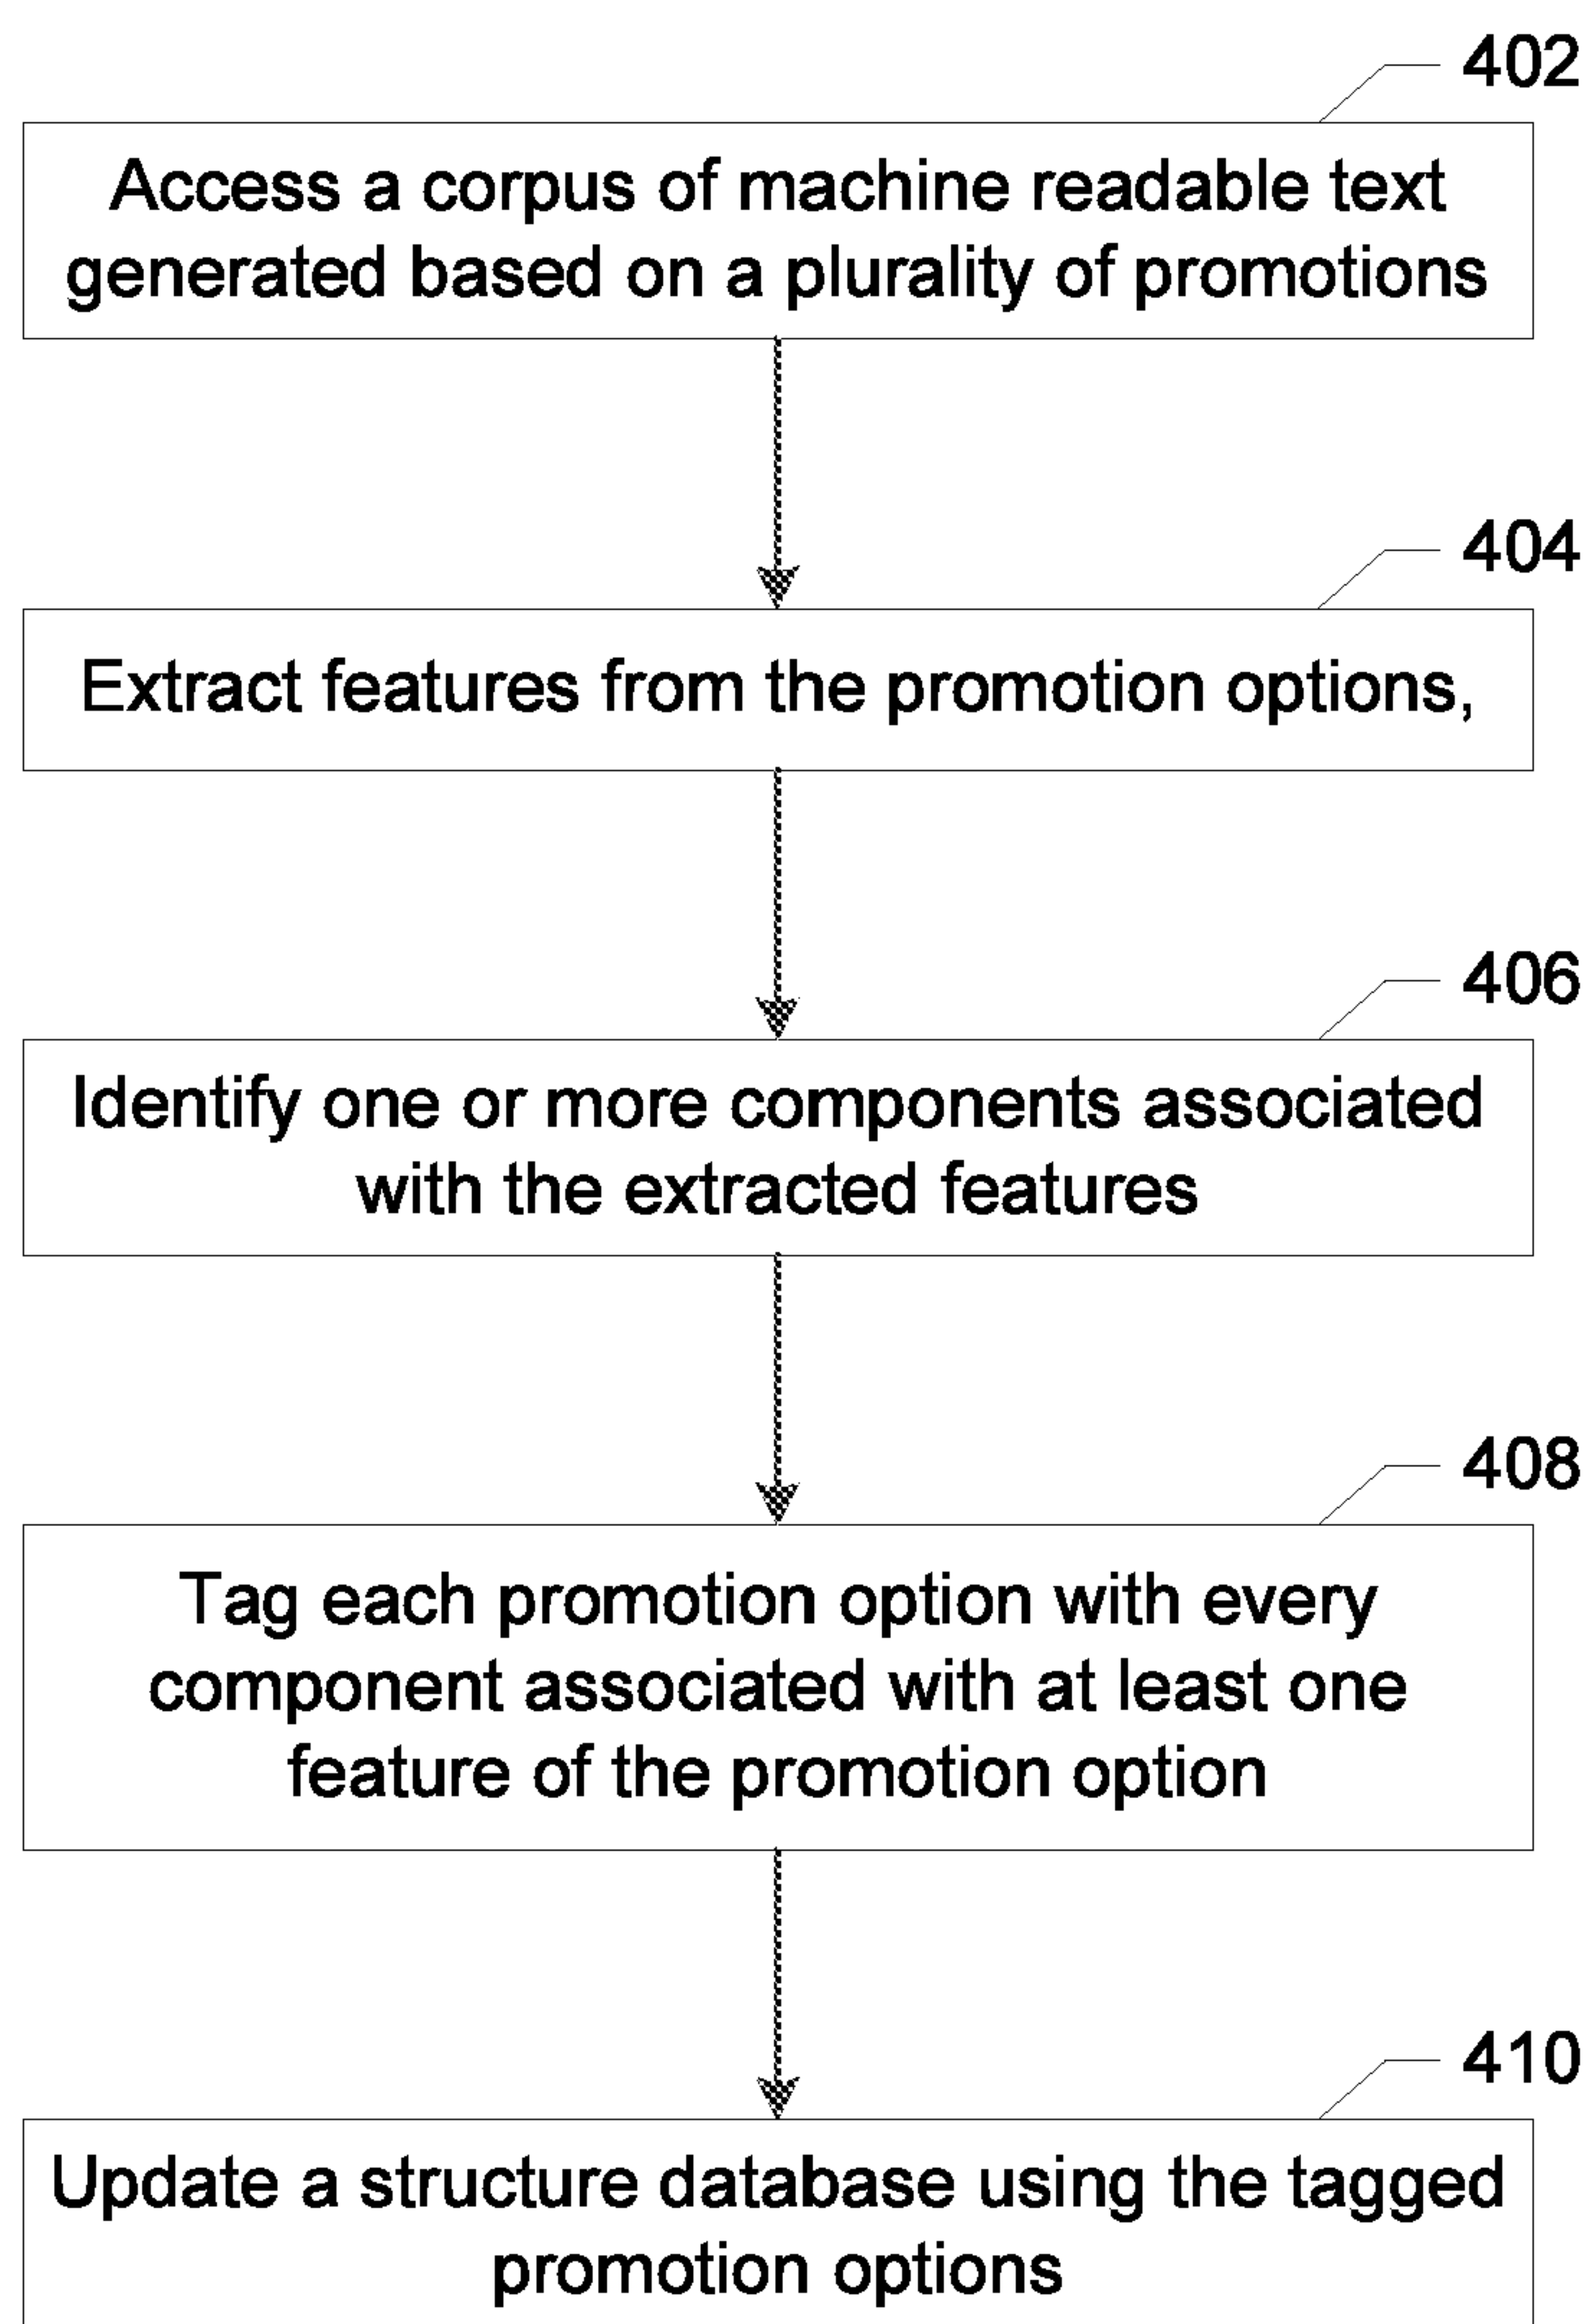 402
Access a corpus of machine readable text
generated based on a plurality of promotions
404
Extract features from the promotion options,
406
Identify one or more components associated
with the extracted features
408
Tag each promotion option with every
component associated with at least one
feature of the promotion option
410
Update a structure database using the tagged
promotion options